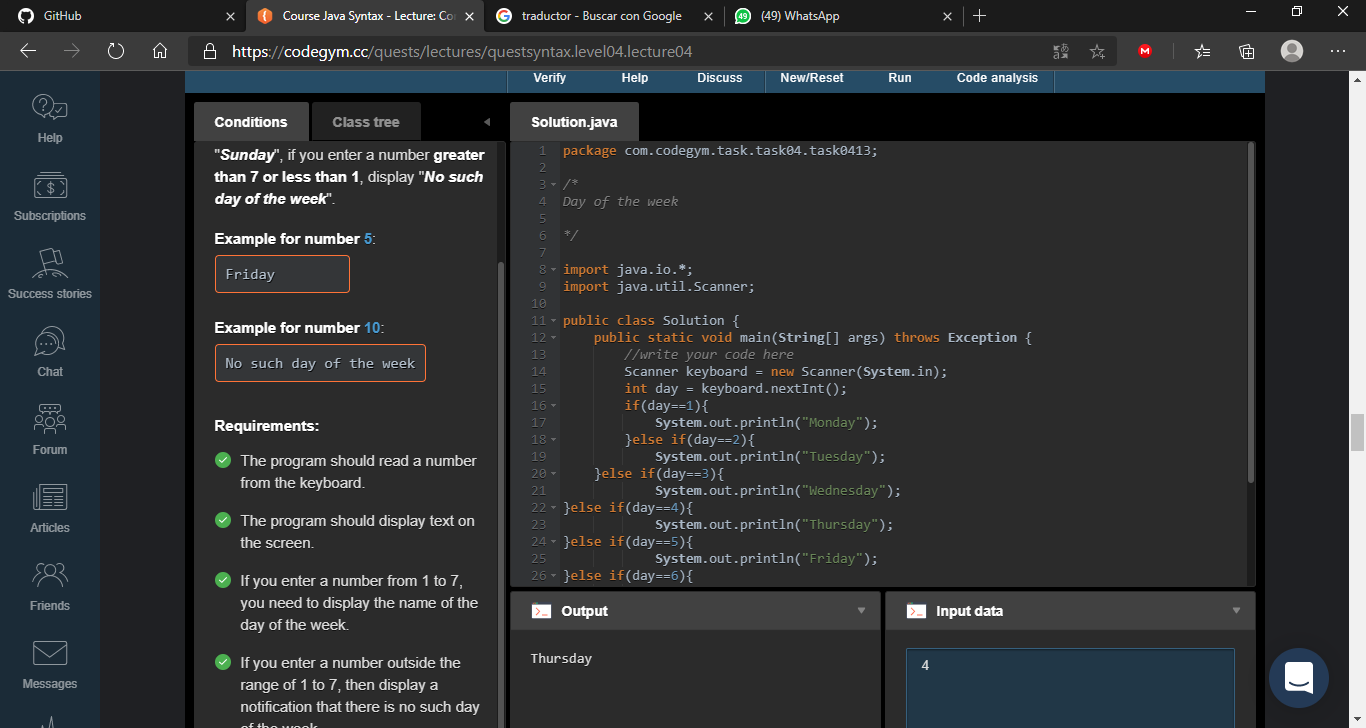 GitHub
Course Java Syntax - Lecture: Co
traductor - Buscar con Google
49
(49) WhatsApp
https://codegym.cc/quests/lectures/questsyntax.level04.lecture04
Help
Subscriptions
Success stories
Chat
Forum
Articles
Friends
Messages
Verify
Help
Discuss
New/Reset
Run
Code analysis
Conditions
Class tree
"Sunday", if you enter a number greater
than 7 or less than 1, display "No such
day of the week".
Example for number 5:
Friday
Example for number 10:
No such day of the week
Requirements:
The program should read a number
from the keyboard.
The program should display text on
the screen.
If you enter a number from 1 to 7,
you need to display the name of the
day of the week.
If you enter a number outside the
range of 1 to 7, then display a
notification that there is no such day
of the week
Solution.java
1 package com.codegym.task.task04.task0413;
2
3 /*
4 Day of the week
5
6 */
7
8 import java.io.*;
9 import java.util.Scanner;
10
11 public class Solution {
12 public static void main(String[] args) throws Exception {
13 //write your code here
14 Scanner keyboard = new Scanner(System.in);
15 int day = keyboard.nextInt();
16 if(day==1){
17 System.out.println("Monday");
18 }else if(day==2){
19 System.out.println("Tuesday");
20 }else if(day==3){
21 System.out.println("Wednesday");
22 }else if(day==4){
23 System.out.println("Thursday");
24 }else if(day==5){
25 System.out.println("Friday");
26 }else if(day==6){
Output
Thursday
Input data
4